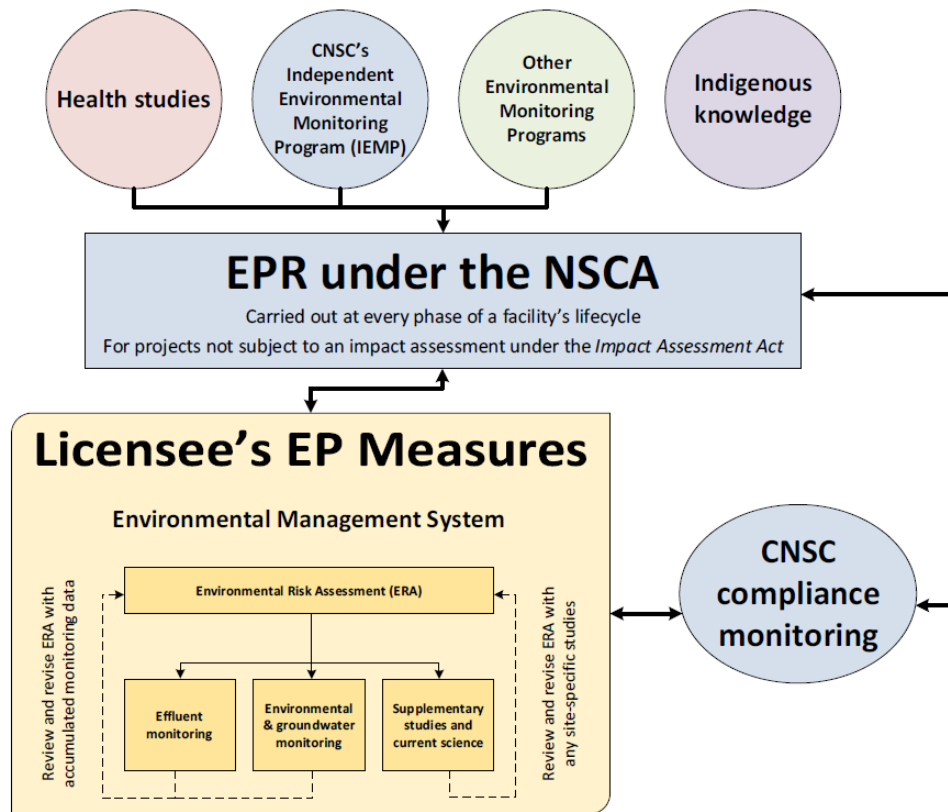 Health studies
CNSC's
Independent
Environmental
Monitoring
Program (IEMP)
Other
Environmental
Monitoring
Programs
Indigenous
knowledge
EPR under the NSCA
Carried out at every phase of a facility's lifecycle
For projects not subject to an impact assessment under the Impact Assessment Act
Licensee's EP Measures
Environmental Management System
Review and revise ERA with
accumulated monitoring data
Environmental Risk Assessment (ERA)
Effluent
monitoring
Environmental
& groundwater
monitoring
Supplementary
studies and
current science
Review and revise ERA with
any site-specific studies
CNSC
compliance
monitoring